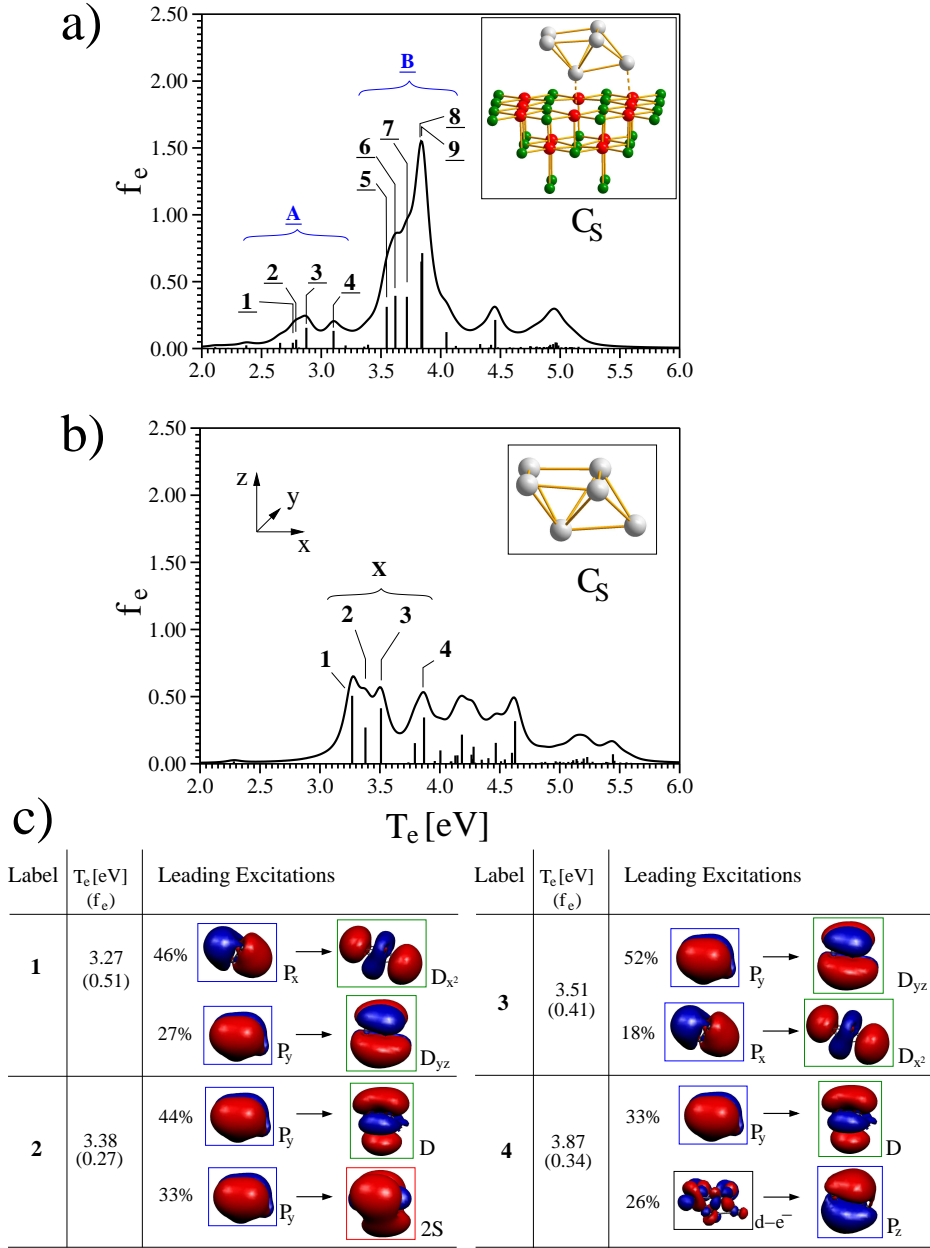 a)
2.50
2.00
1.50
1.00
0.50
0.00
f_e
A
B
1 2 3 4
5 6 7 8
9
C_S
2.0 2.5 3.0 3.5 4.0 4.5 5.0 5.5 6.0
b)
2.50
2.00
1.50
1.00
0.50
0.00
f_e
z
y
x
X
1 2 3 4
C_S
2.0 2.5 3.0 3.5 4.0 4.5 5.0 5.5 6.0
T_e [eV]
c)
Label T_e [eV] (f_e) Leading Excitations
1 3.27 (0.51)
46% P_x D_x²
27% P_y D_yz
2 3.38 (0.27)
44% P_y D
33% P_y 2S
Label T_e [eV] (f_e) Leading Excitations
3 3.51 (0.41)
52% P_y D_yz
18% P_x D_x²
4 3.87 (0.34)
33% P_y D
26% d−e⁻ P_z